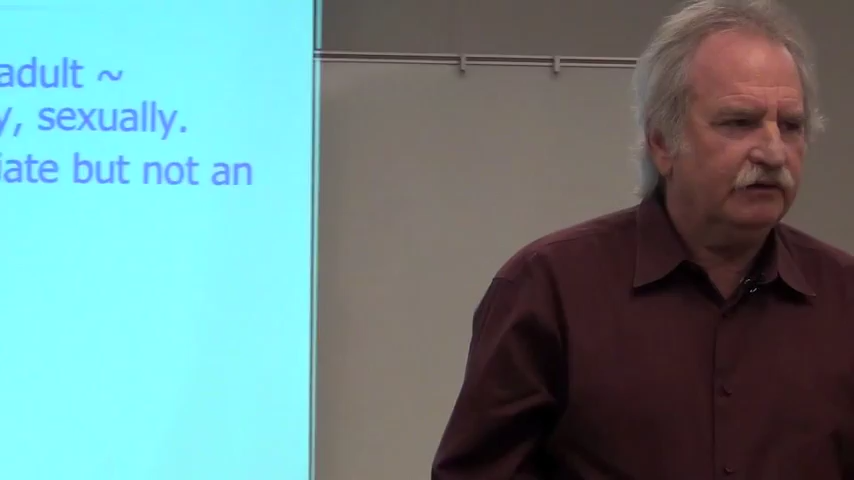 adult ~
y, sexually.
iate but not an